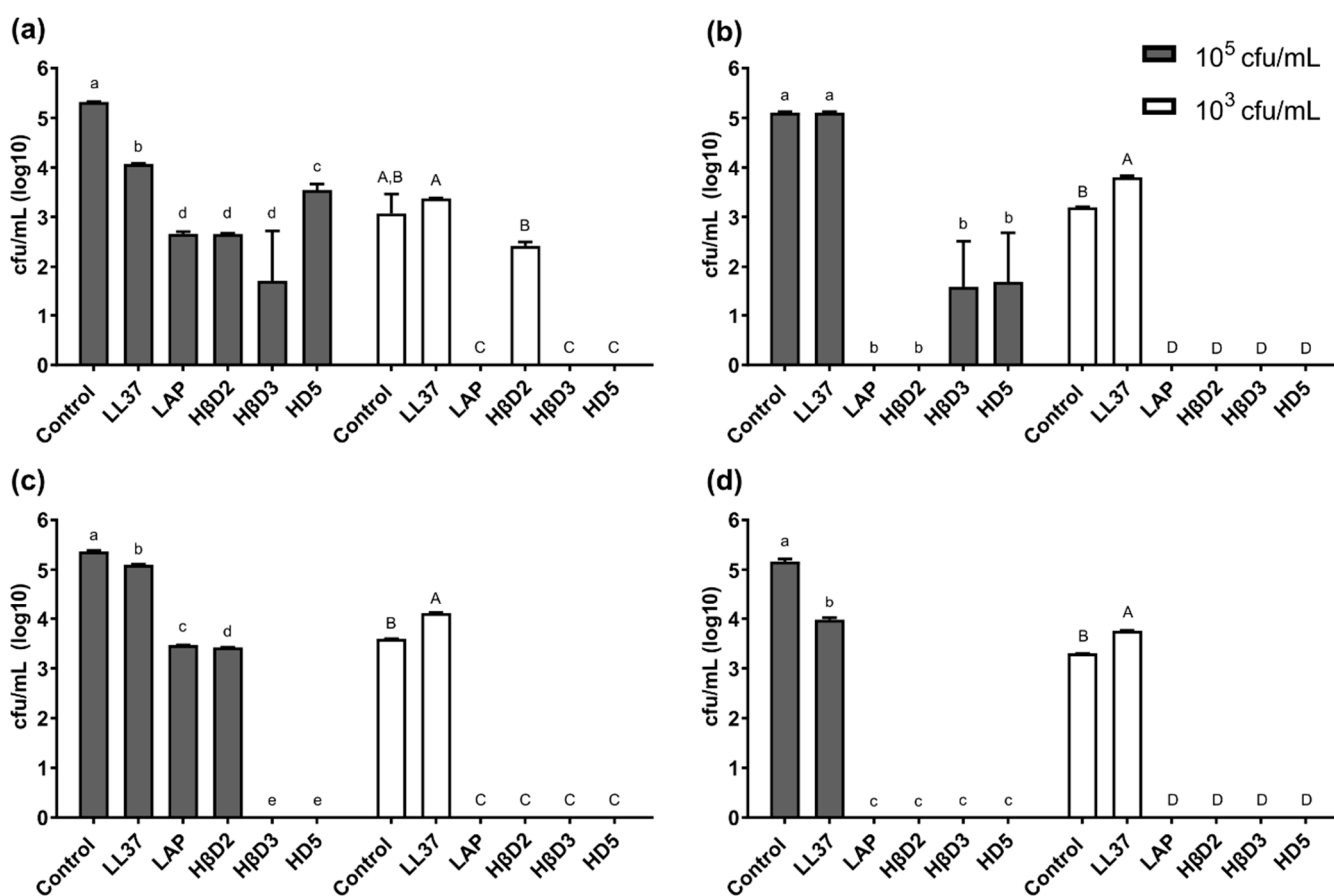 (a)
cfu/mL (log10)
6
5
4
3
2
1
0
a
b
d
d
d
c
A,B
A
C
B
C
C
Control
LL37
LAP
HβD2
HβD3
HD5
Control
LL37
LAP
HβD2
HβD3
HD5
(b)
10⁵ cfu/mL
10³ cfu/mL
cfu/mL (log10)
6
5
4
3
2
1
0
a
a
b
b
b
b
B
A
D
D
D
D
Control
LL37
LAP
HβD2
HβD3
HD5
Control
LL37
LAP
HβD2
HβD3
HD5
(c)
cfu/mL (log10)
6
5
4
3
2
1
0
a
b
c
d
e
e
B
A
C
C
C
C
Control
LL37
LAP
HβD2
HβD3
HD5
Control
LL37
LAP
HβD2
HβD3
HD5
(d)
cfu/mL (log10)
6
5
4
3
2
1
0
a
b
c
c
c
c
B
A
D
D
D
D
Control
LL37
LAP
HβD2
HβD3
HD5
Control
LL37
LAP
HβD2
HβD3
HD5